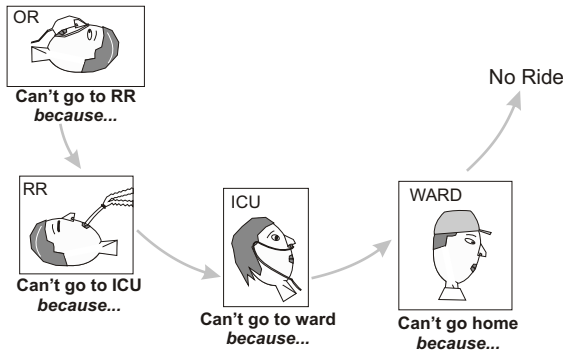 OR
Can't go to RR
because...
No Ride
RR
Can't go to ICU
because...
ICU
Can't go to ward
because...
WARD
Can't go home
because...